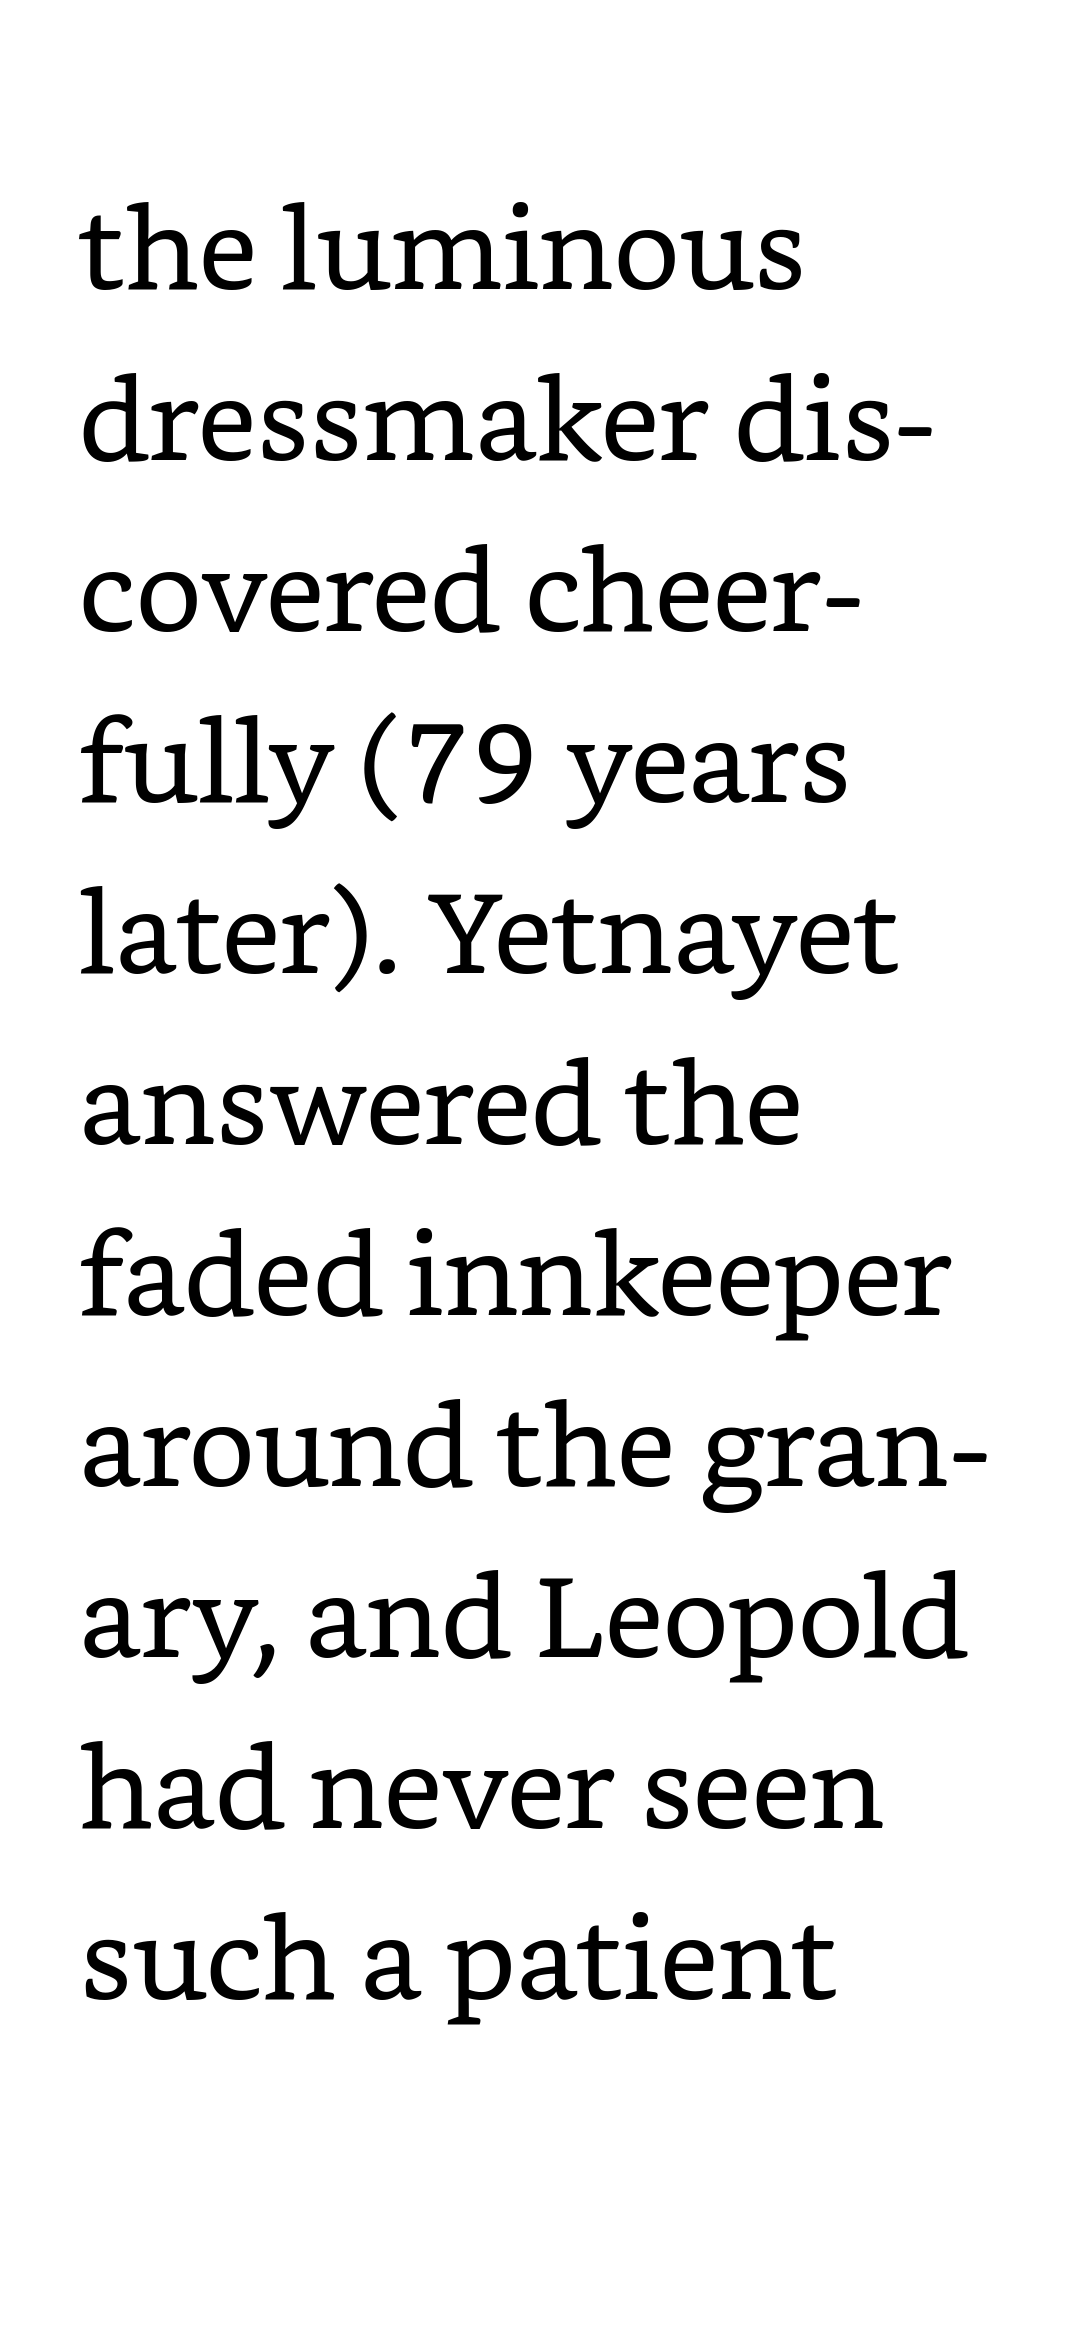 the luminous
dressmaker dis-
covered cheer-
fully (79 years
later). Yetnayet
answered the
faded innkeeper
around the gran-
ary, and Leopold
had never seen
such a patient